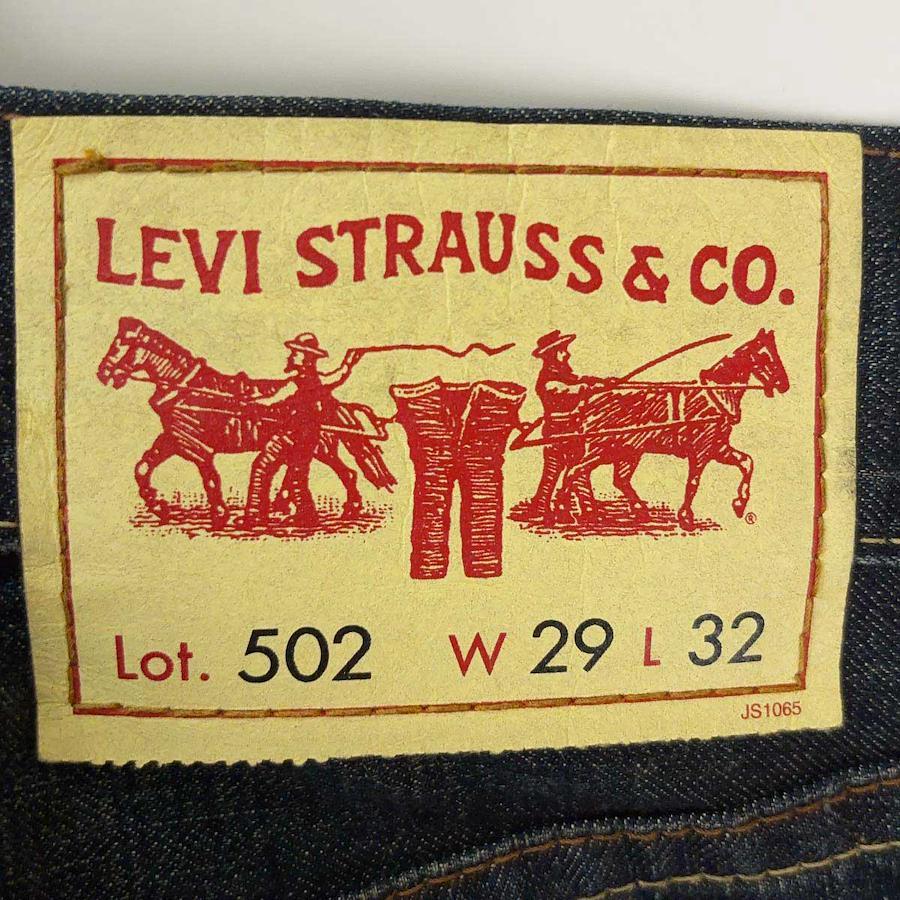 LEVI STRAUSS & CO.
®
Lot. 502 W 29 L 32
JS1065